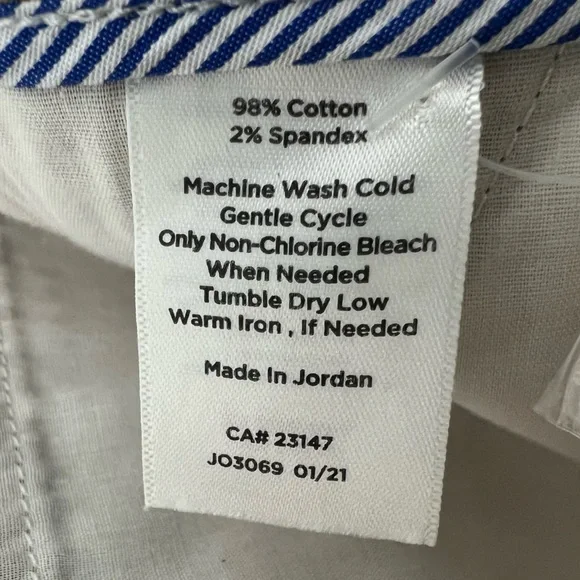 98% Cotton
2% Spandex
Machine Wash Cold
Gentle Cycle
Only Non-Chlorine Bleach
When Needed
Tumble Dry Low
Warm Iron , If Needed
Made In Jordan
CA# 23147
JO3069 01/21